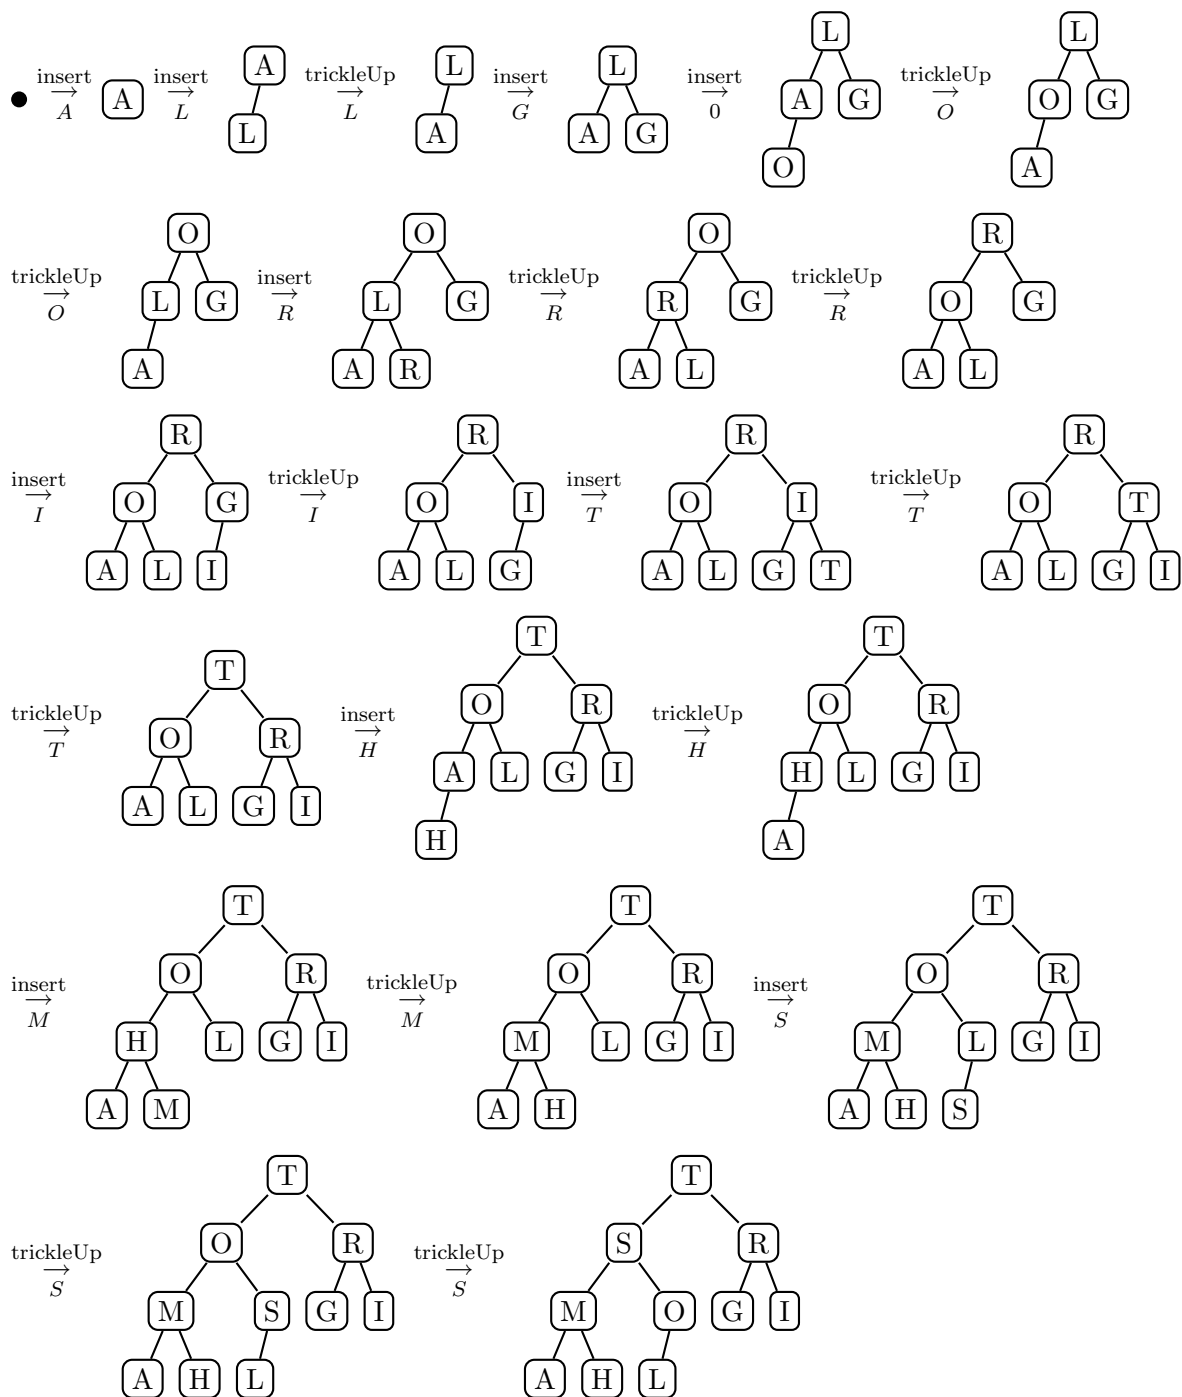 insert
A
A
insert
L
A
L
trickleUp
L
L
A
insert
G
L
A G
insert
0
L
A G
O
trickleUp
O
L
O G
A
trickleUp
O
O
L G
A
insert
R
O
L G
A R
trickleUp
R
O
R G
A L
trickleUp
R
R
O G
A L
insert
I
R
O G
A L I
trickleUp
I
R
O I
A L G
insert
T
R
O I
A L G T
trickleUp
T
R
O T
A L G I
trickleUp
T
T
O R
A L G I
insert
H
T
O R
A L G I
H
trickleUp
H
T
O R
H L G I
A
insert
M
T
O R
H L G I
A M
trickleUp
M
T
O R
M L G I
A H
insert
S
T
O R
M L G I
A H S
trickleUp
S
T
O R
M S G I
A H L
trickleUp
S
T
S R
M O G I
A H L